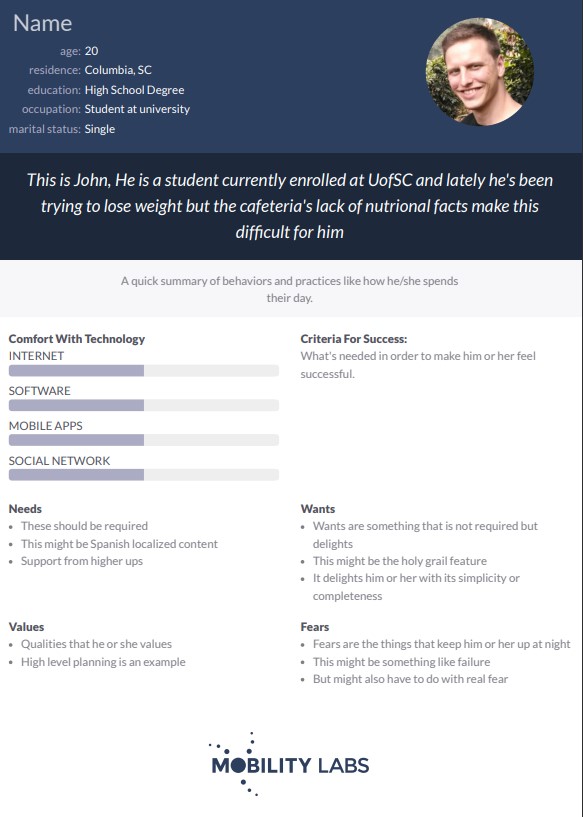 Name
age: 20
residence: Columbia, SC
education: High School Degree
occupation: Student at university
marital status: Single
This is John, He is a student currently enrolled at UofSC and lately he's been
trying to lose weight but the cafeteria's lack of nutrional facts make this
difficult for him
A quick summary of behaviors and practices like how he/she spends
their day.
Comfort With Technology
INTERNET
SOFTWARE
MOBILE APPS
SOCIAL NETWORK
Criteria For Success:
What's needed in order to make him or her feel
successful.
Needs
• These should be required
• This might be Spanish localized content
• Support from higher ups
Wants
• Wants are something that is not required but
delights
• This might be the holy grail feature
• It delights him or her with its simplicity or
completeness
Values
• Qualities that he or she values
• High level planning is an example
Fears
• Fears are the things that keep him or her up at night
• This might be something like failure
• But might also have to do with real fear
MOBILITY LABS